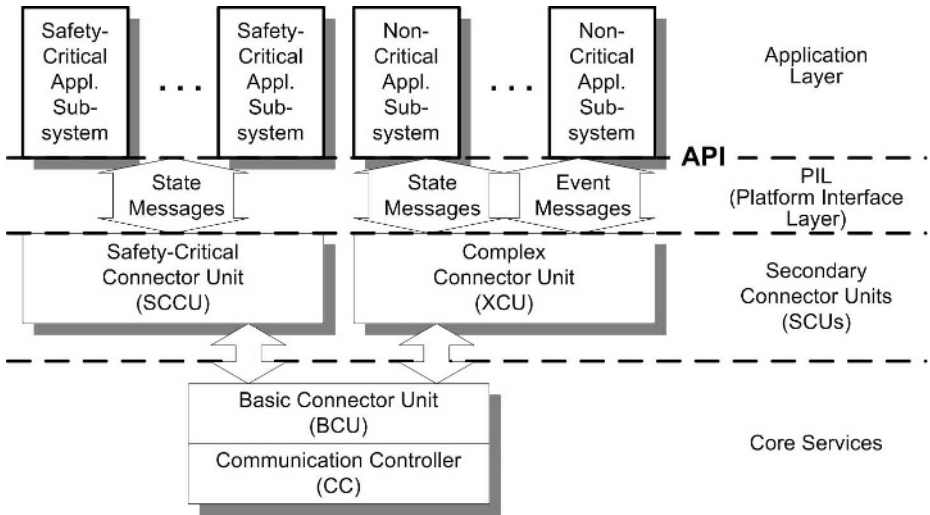 Safety-
Critical
Appl.
Sub-
system
. . .
Safety-
Critical
Appl.
Sub-
system
Non-
Critical
Appl.
Sub-
system
. . .
Non-
Critical
Appl.
Sub-
system
Application
Layer
API
State
Messages
State
Messages
Event
Messages
PIL
(Platform Interface
Layer)
Safety-Critical
Connector Unit
(SCCU)
Complex
Connector Unit
(XCU)
Secondary
Connector Units
(SCUs)
Basic Connector Unit
(BCU)
Communication Controller
(CC)
Core Services